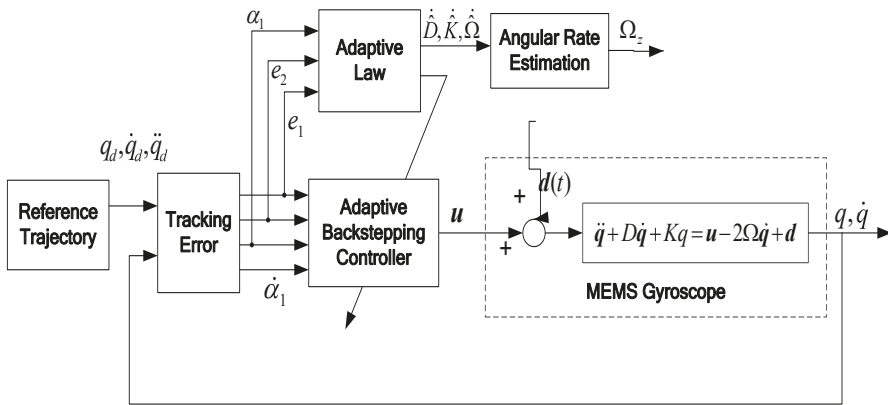 α₁
Adaptive
Law
D̂̇, K̂̇, Ω̂̇
Angular Rate
Estimation
Ω_z
e₂
e₁
q_d, q̇_d, q̈_d
Reference
Trajectory
Tracking
Error
Adaptive
Backstepping
Controller
α̇₁
u
+
d(t)
+
q̈ + Dq̇ + Kq = u − 2Ωq̇ + d
MEMS Gyroscope
q, q̇